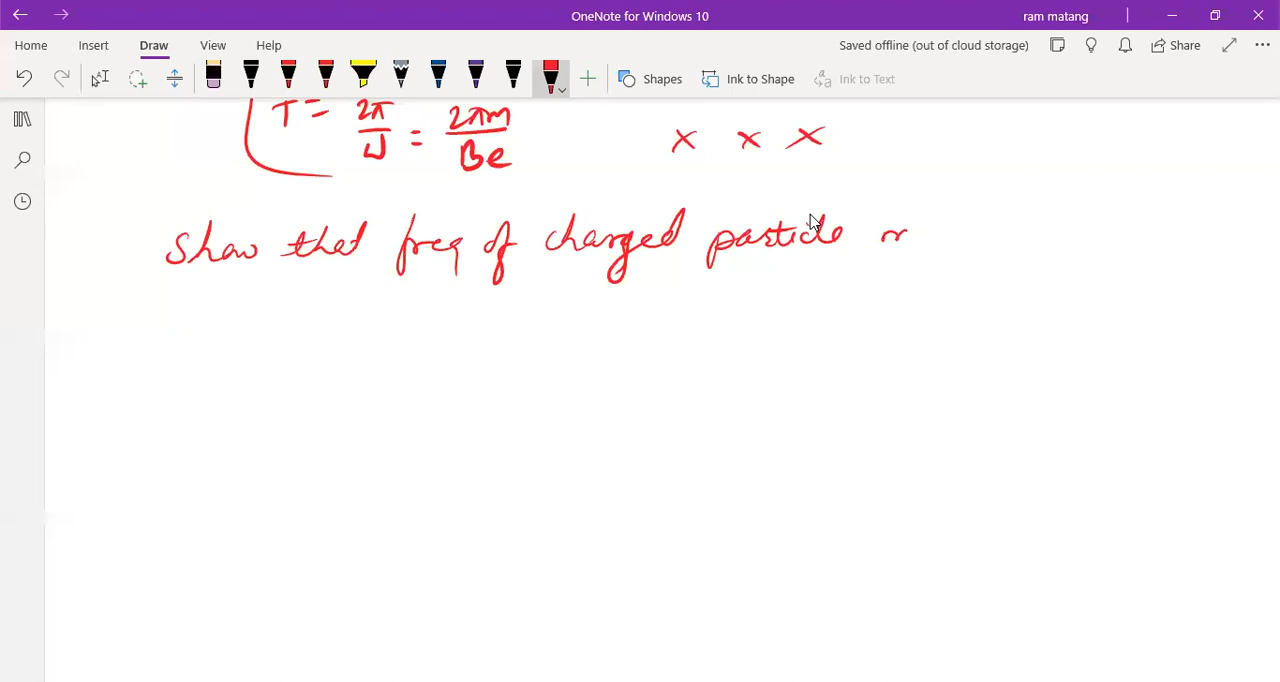 OneNote for Windows 10
ram matang
Home Insert Draw View Help
Saved offline (out of cloud storage)
Share
Shapes
Ink to Shape
Ink to Text
T = 2π/ω = 2πm/Be
x x x
Show that freq of charged particle